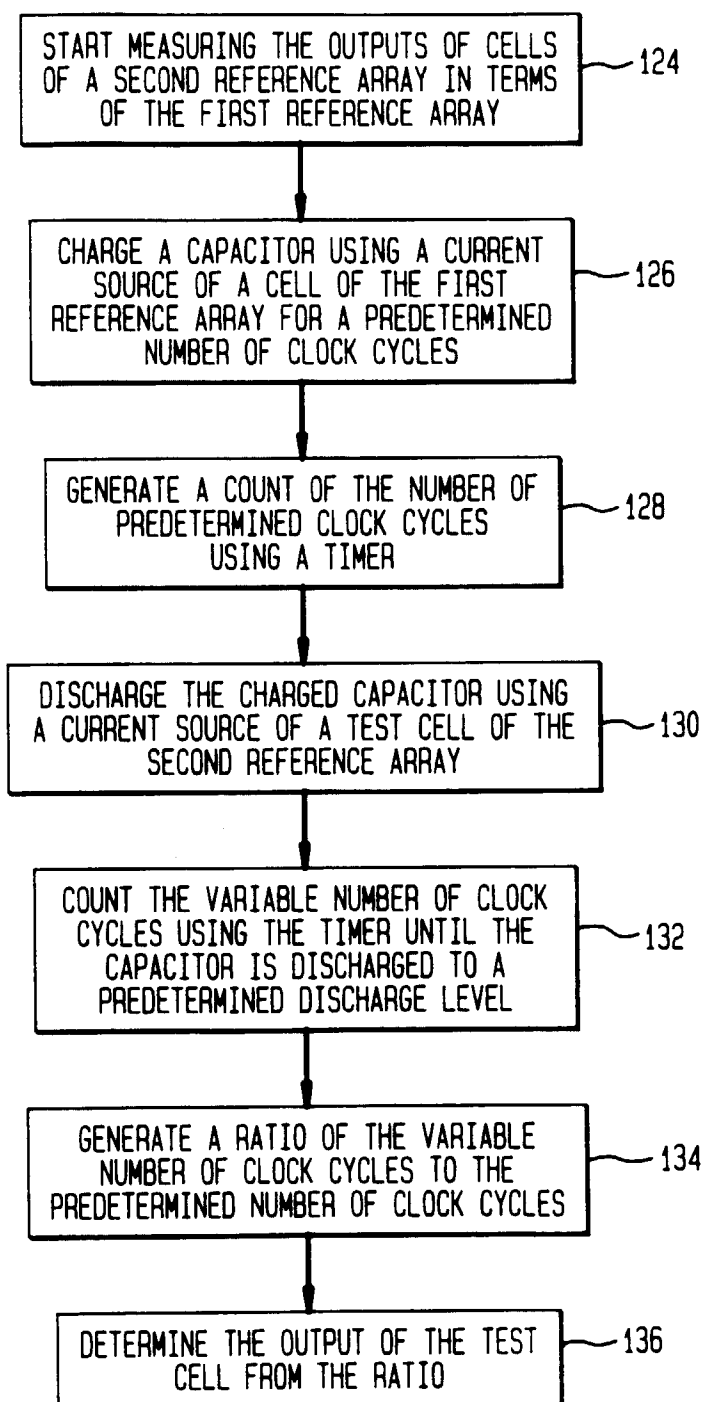 START MEASURING THE OUTPUTS OF CELLS
OF A SECOND REFERENCE ARRAY IN TERMS
OF THE FIRST REFERENCE ARRAY
124
CHARGE A CAPACITOR USING A CURRENT
SOURCE OF A CELL OF THE FIRST
REFERENCE ARRAY FOR A PREDETERMINED
NUMBER OF CLOCK CYCLES
126
GENERATE A COUNT OF THE NUMBER OF
PREDETERMINED CLOCK CYCLES
USING A TIMER
128
DISCHARGE THE CHARGED CAPACITOR USING
A CURRENT SOURCE OF A TEST CELL OF THE
SECOND REFERENCE ARRAY
130
COUNT THE VARIABLE NUMBER OF CLOCK
CYCLES USING THE TIMER UNTIL THE
CAPACITOR IS DISCHARGED TO A
PREDETERMINED DISCHARGE LEVEL
132
GENERATE A RATIO OF THE VARIABLE
NUMBER OF CLOCK CYCLES TO THE
PREDETERMINED NUMBER OF CLOCK CYCLES
134
DETERMINE THE OUTPUT OF THE TEST
CELL FROM THE RATIO
136